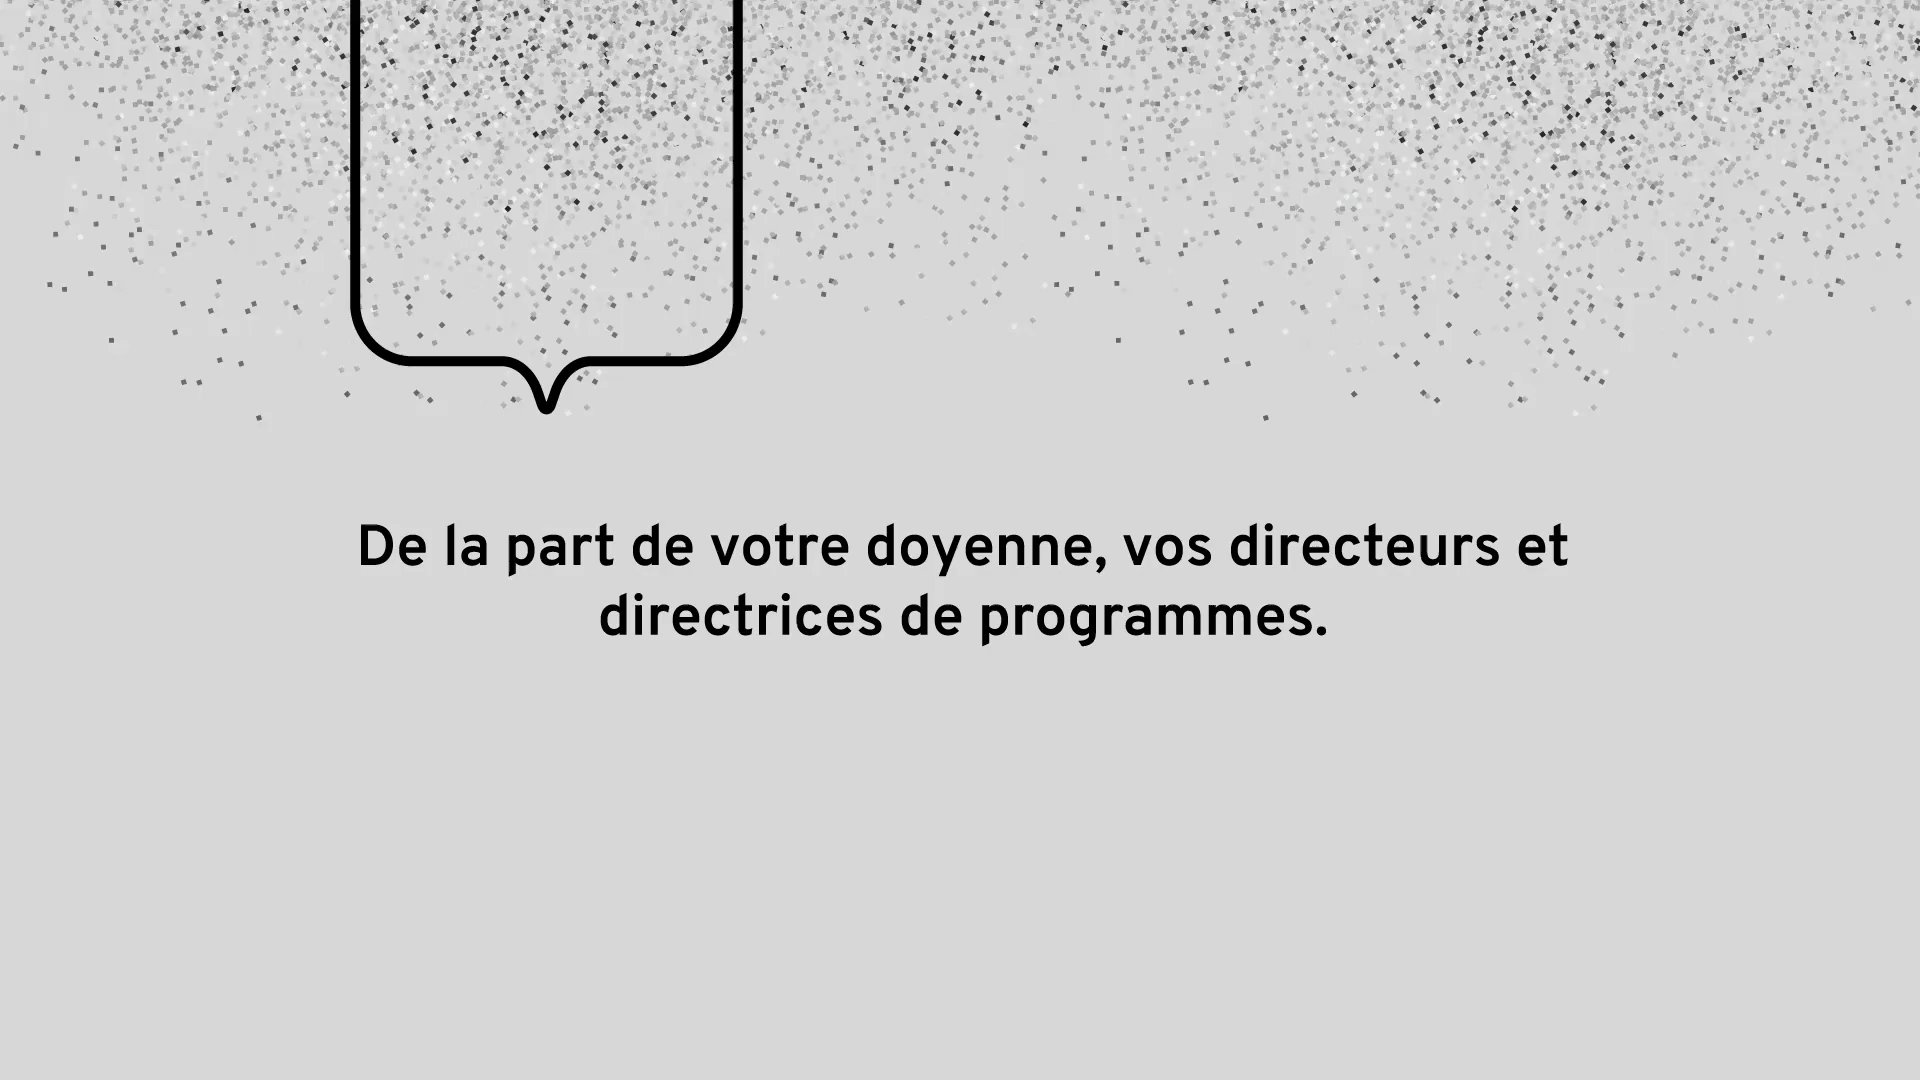 De la part de votre doyenne, vos directeurs et
directrices de programmes.